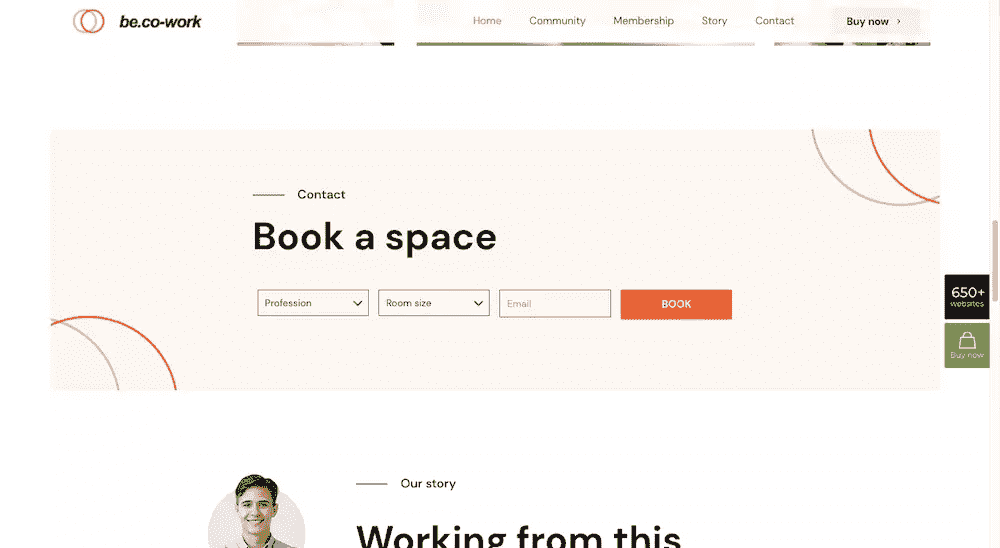 be.co-work
Home Community Membership Story Contact Buy now
Contact
Book a space
Profession Room size Email BOOK
650+
websites
Buy now
Our story
Working from this